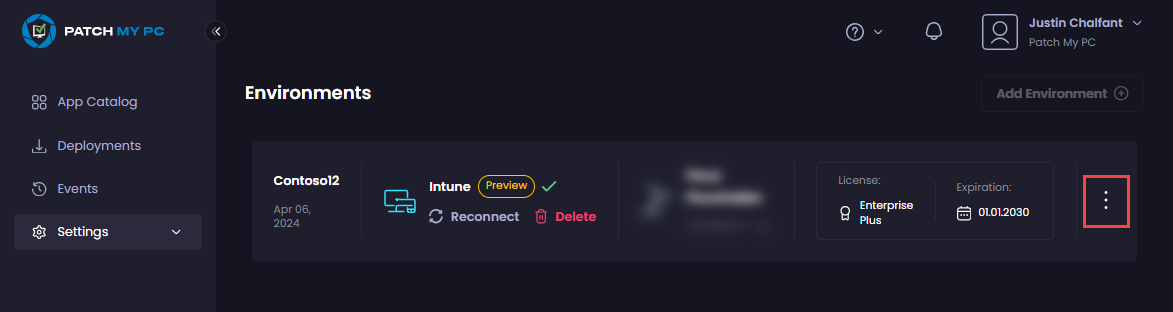 PATCH MY PC
Justin Chalfant
Patch My PC
App Catalog
Deployments
Events
Settings
Environments
Add Environment
Contoso12
Apr 06,
2024
Intune Preview
Reconnect Delete
License:
Enterprise
Plus
Expiration:
01.01.2030